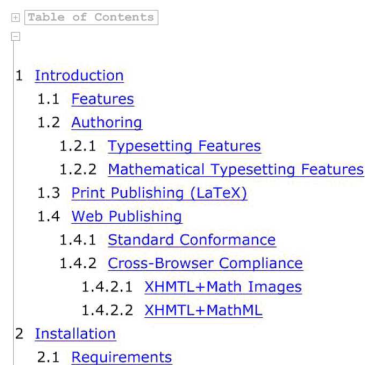 Table of Contents
1 Introduction
1.1 Features
1.2 Authoring
1.2.1 Typesetting Features
1.2.2 Mathematical Typesetting Features
1.3 Print Publishing (LaTeX)
1.4 Web Publishing
1.4.1 Standard Conformance
1.4.2 Cross-Browser Compliance
1.4.2.1 XHMTL+Math Images
1.4.2.2 XHMTL+MathML
2 Installation
2.1 Requirements